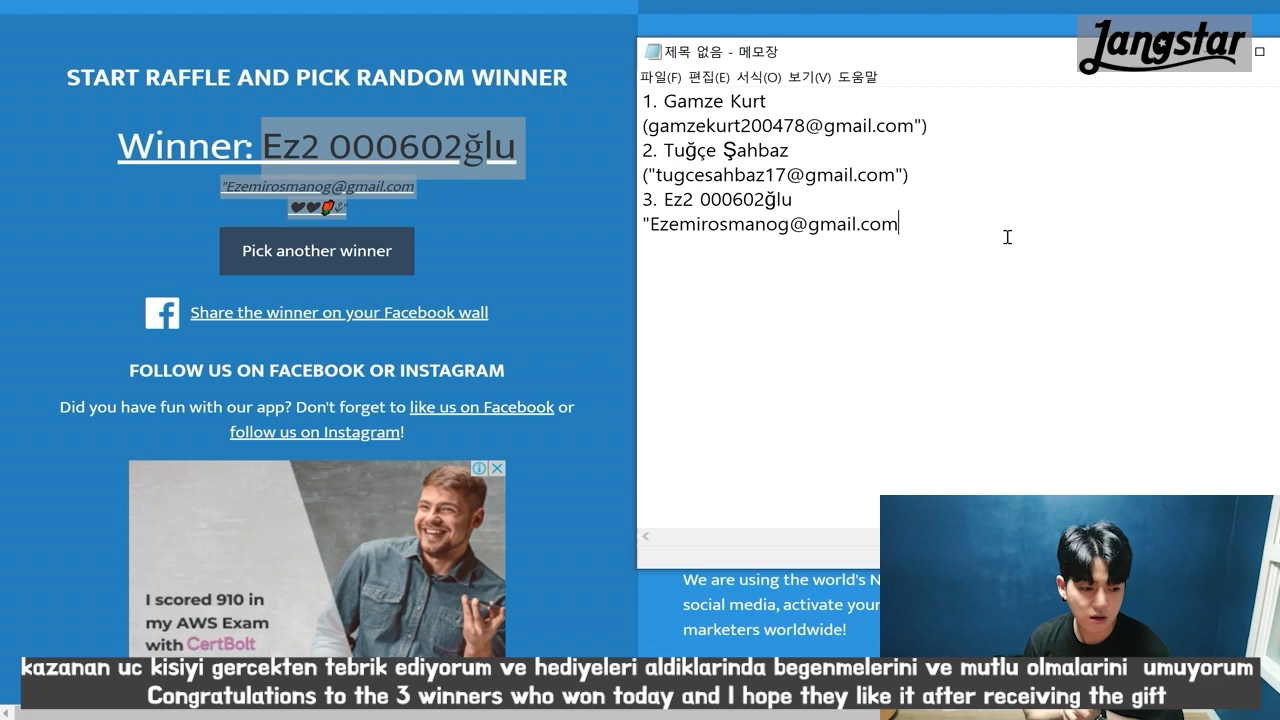 START RAFFLE AND PICK RANDOM WINNER
Winner: Ez2 000602ğlu
"Ezemirosmanog@gmail.com
Pick another winner
Share the winner on your Facebook wall
FOLLOW US ON FACEBOOK OR INSTAGRAM
Did you have fun with our app? Don't forget to like us on Facebook or
follow us on Instagram!
I scored 910 in
my AWS Exam
with CertBolt
Jangstar
제목 없음 - 메모장
파일(F) 편집(E) 서식(O) 보기(V) 도움말
1. Gamze Kurt
(gamzekurt200478@gmail.com")
2. Tuğçe Şahbaz
("tugcesahbaz17@gmail.com")
3. Ez2 000602ğlu
"Ezemirosmanog@gmail.com
We are using the world's N
social media, activate your
marketers worldwide!
kazanan uc kisiyi gercekten tebrik ediyorum ve hediyeleri aldiklarinda begenmelerini ve mutlu olmalarini umuyorum
Congratulations to the 3 winners who won today and I hope they like it after receiving the gift